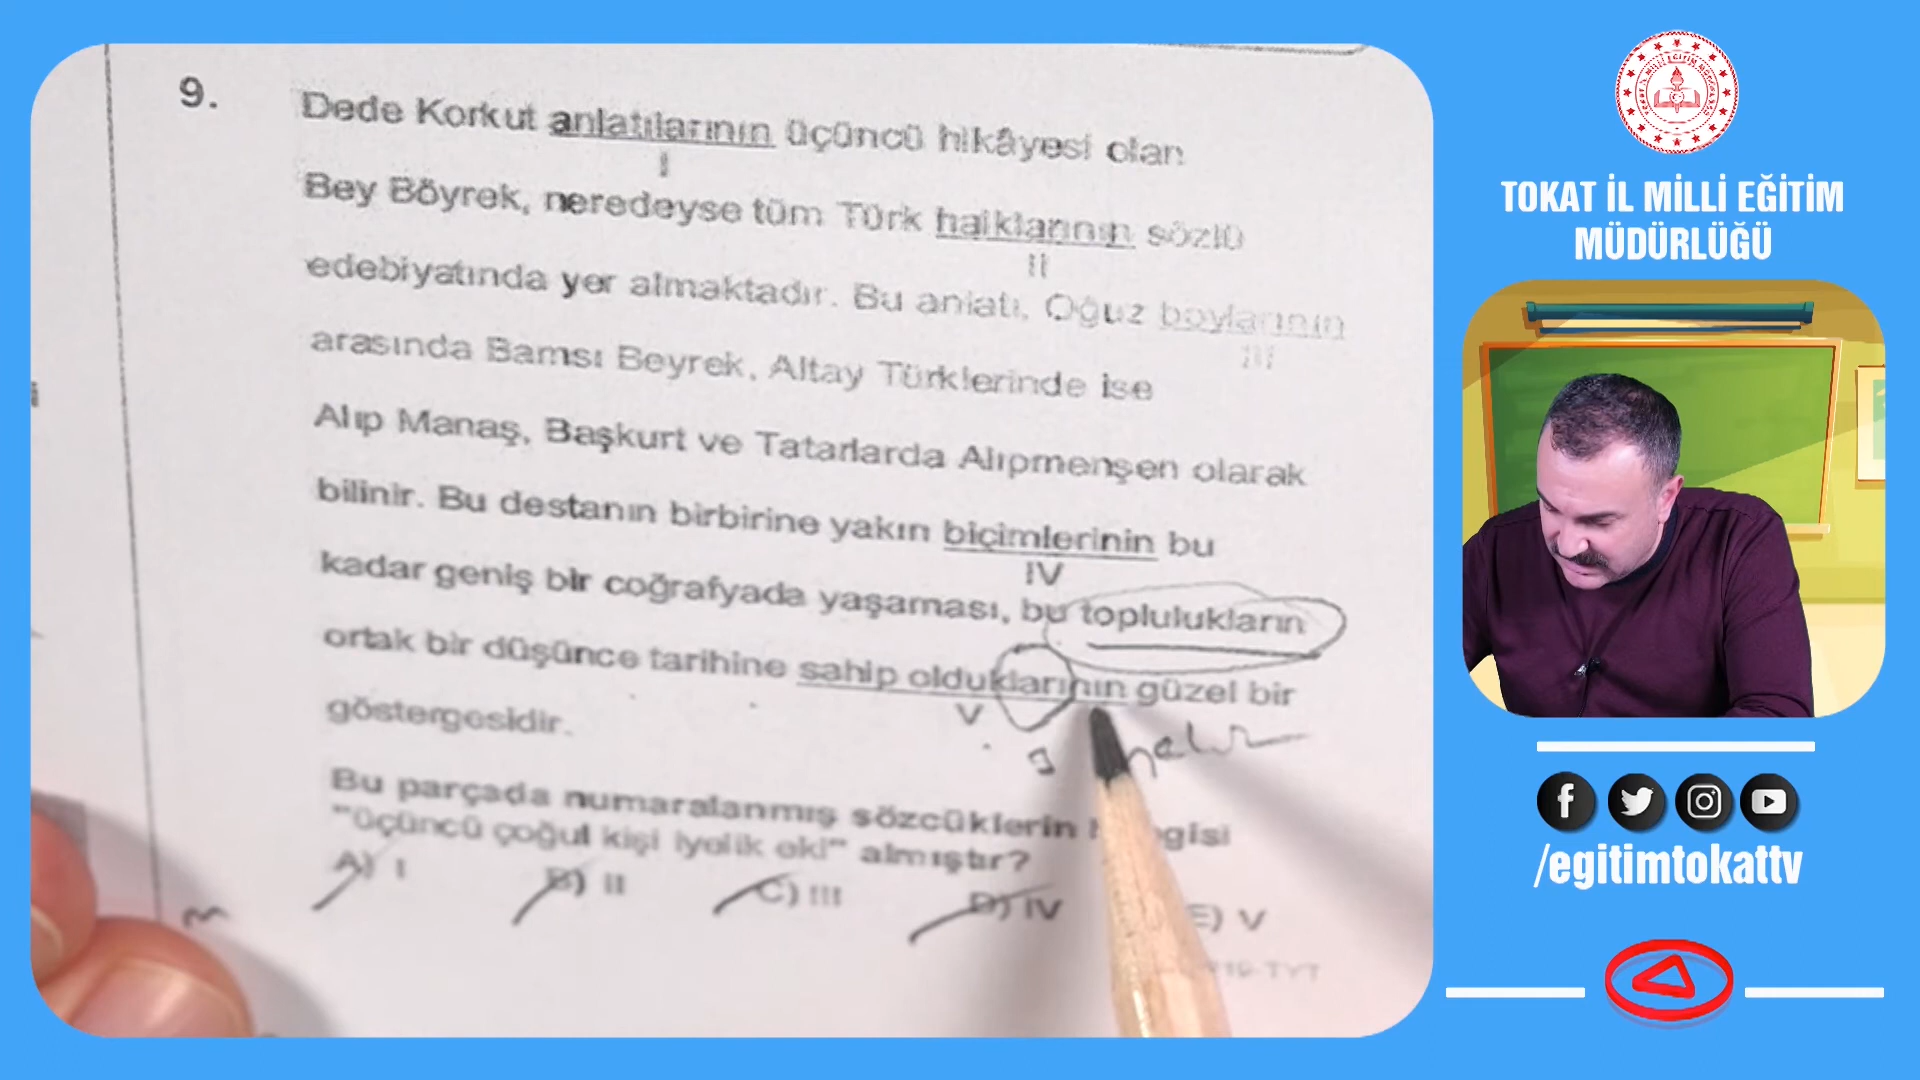 9.
Dede Korkut anlatılarının üçüncü hikâyesi olan
I
Bey Böyrek, neredeyse tüm Türk halklarının sözlü
II
edebiyatında yer almaktadır. Bu anlatı, Oğuz boylarının
III
arasında Bamsı Beyrek, Altay Türklerinde ise
Alıp Manaş, Başkurt ve Tatarlarda Alıpmenşen olarak
bilinir. Bu destanın birbirine yakın biçimlerinin bu
IV
kadar geniş bir coğrafyada yaşaması, bu toplulukların
ortak bir düşünce tarihine sahip olduklarının güzel bir
V
göstergesidir.
Bu parçada numaralanmış sözcüklerin
"üçüncü çoğul kişi iyelik eki" almıştır?
A) I B) II C) III D) IV E) V
TOKAT İL MİLLİ EĞİTİM
MÜDÜRLÜĞÜ
/egitimtokattv